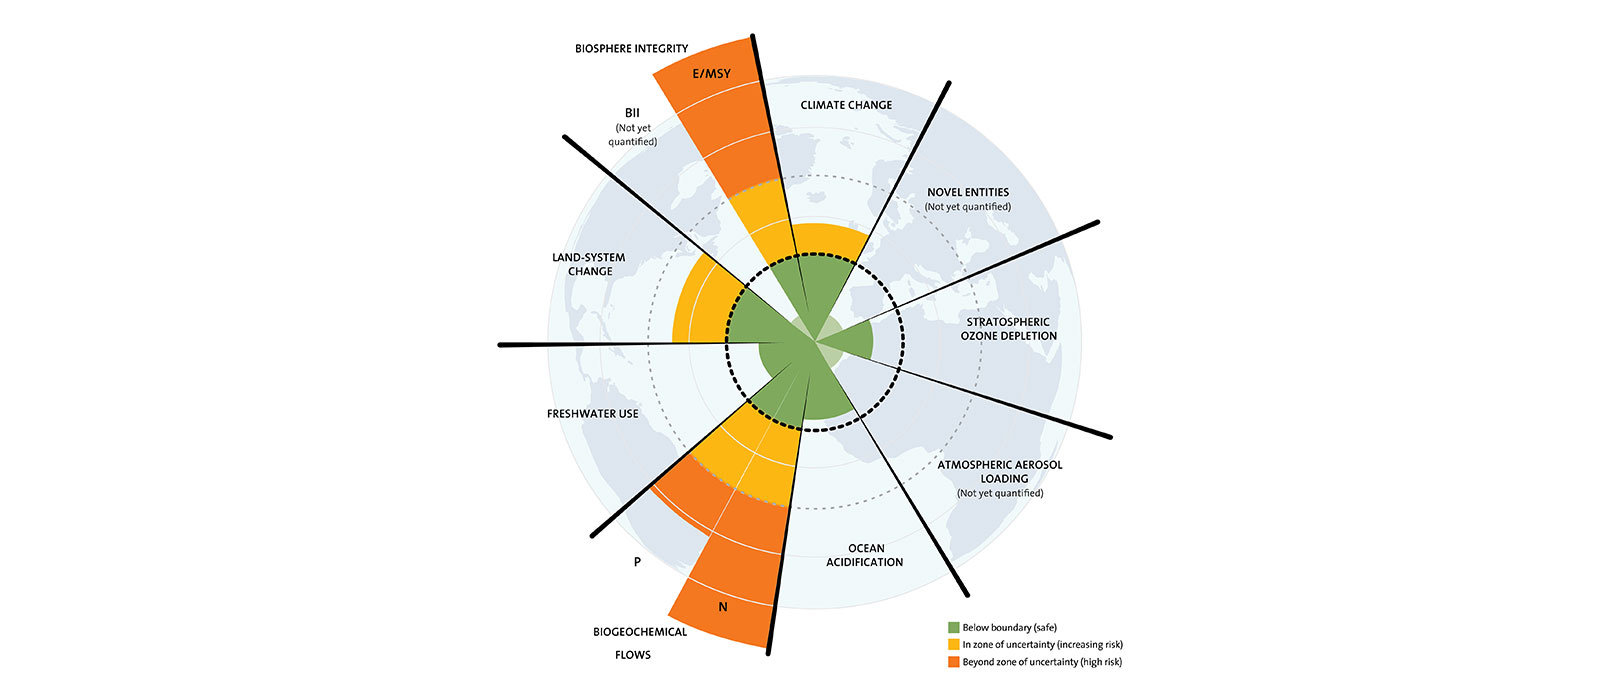 BIOSPHERE INTEGRITY
E/MSY
BII
(Not yet
quantified)
CLIMATE CHANGE
NOVEL ENTITIES
(Not yet quantified)
LAND-SYSTEM
CHANGE
STRATOSPHERIC
OZONE DEPLETION
FRESHWATER USE
ATMOSPHERIC AEROSOL
LOADING
(Not yet quantified)
P
OCEAN
ACIDIFICATION
N
BIOGEOCHEMICAL
FLOWS
Below boundary (safe)
In zone of uncertainty (increasing risk)
Beyond zone of uncertainty (high risk)